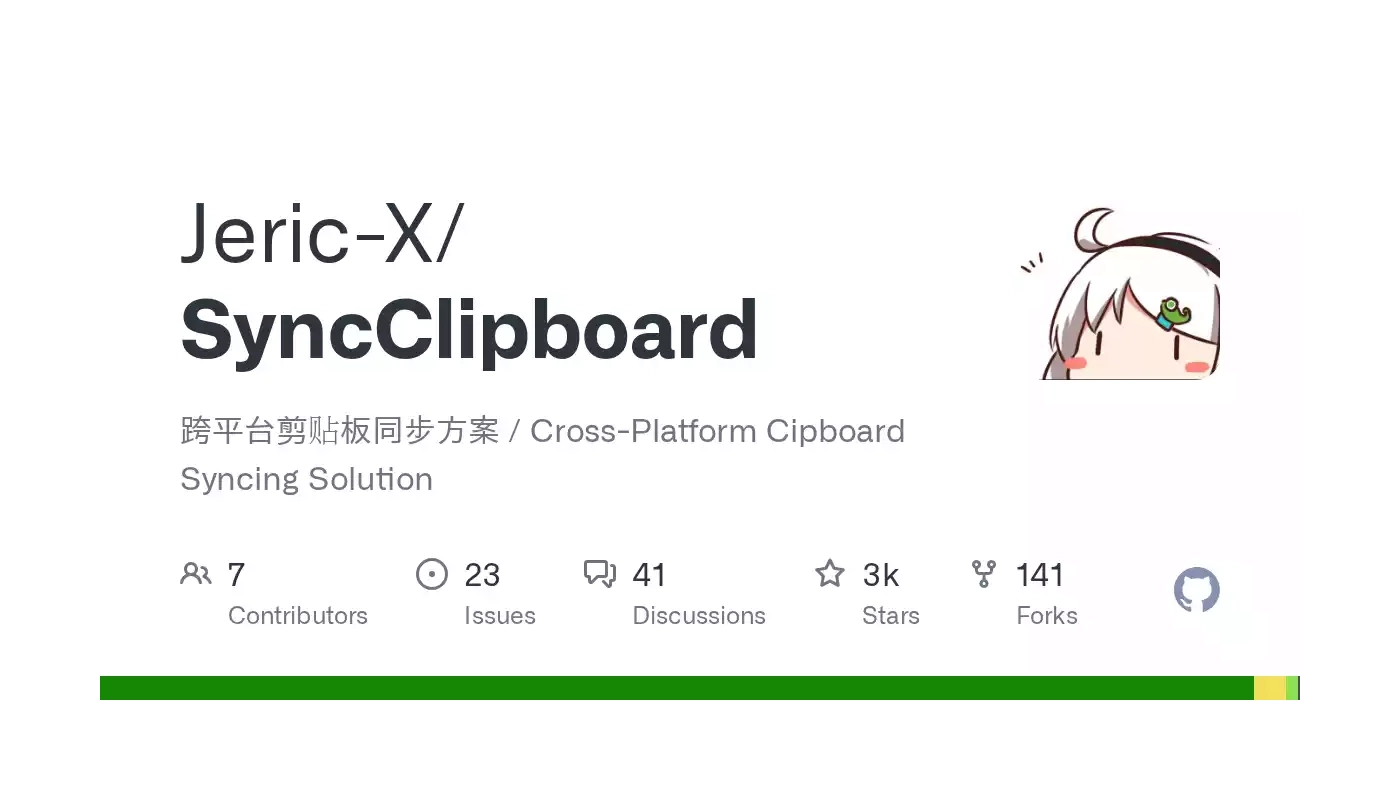 Jeric-X/
SyncClipboard
跨平台剪贴板同步方案 / Cross-Platform Cipboard
Syncing Solution
7 23 41 3k 141
Contributors Issues Discussions Stars Forks